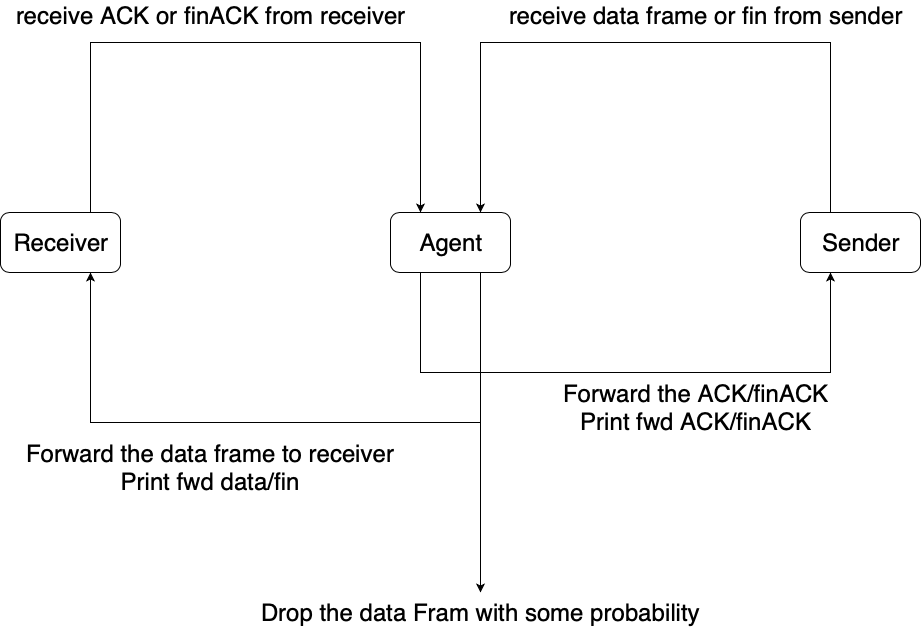 receive ACK or finACK from receiver
receive data frame or fin from sender
Receiver
Agent
Sender
Forward the ACK/finACK
Print fwd ACK/finACK
Forward the data frame to receiver
Print fwd data/fin
Drop the data Fram with some probability